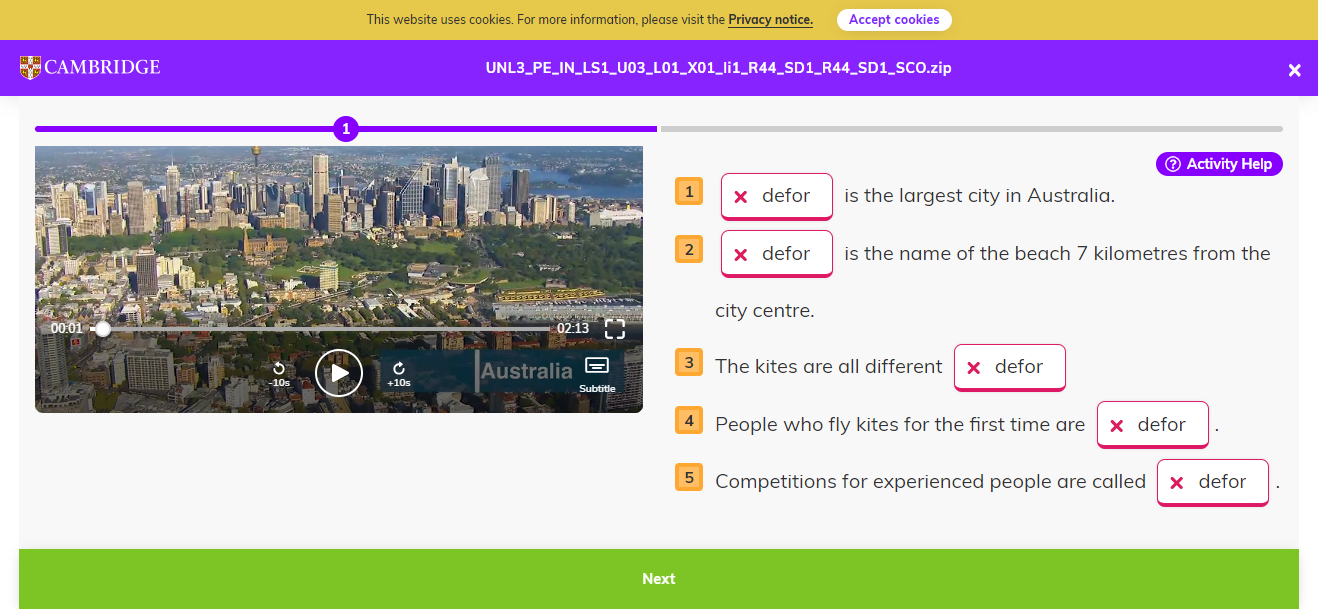 This website uses cookies. For more information, please visit the Privacy notice. Accept cookies
CAMBRIDGE UNL3_PE_IN_LS1_U03_L01_X01_Ii1_R44_SD1_R44_SD1_SCO.zip
1
Activity Help
1 defor is the largest city in Australia.
2 defor is the name of the beach 7 kilometres from the
city centre.
3 The kites are all different defor
4 People who fly kites for the first time are defor .
5 Competitions for experienced people are called defor .
00:01 02:13
-10s +10s
Australia
Subtitle
Next